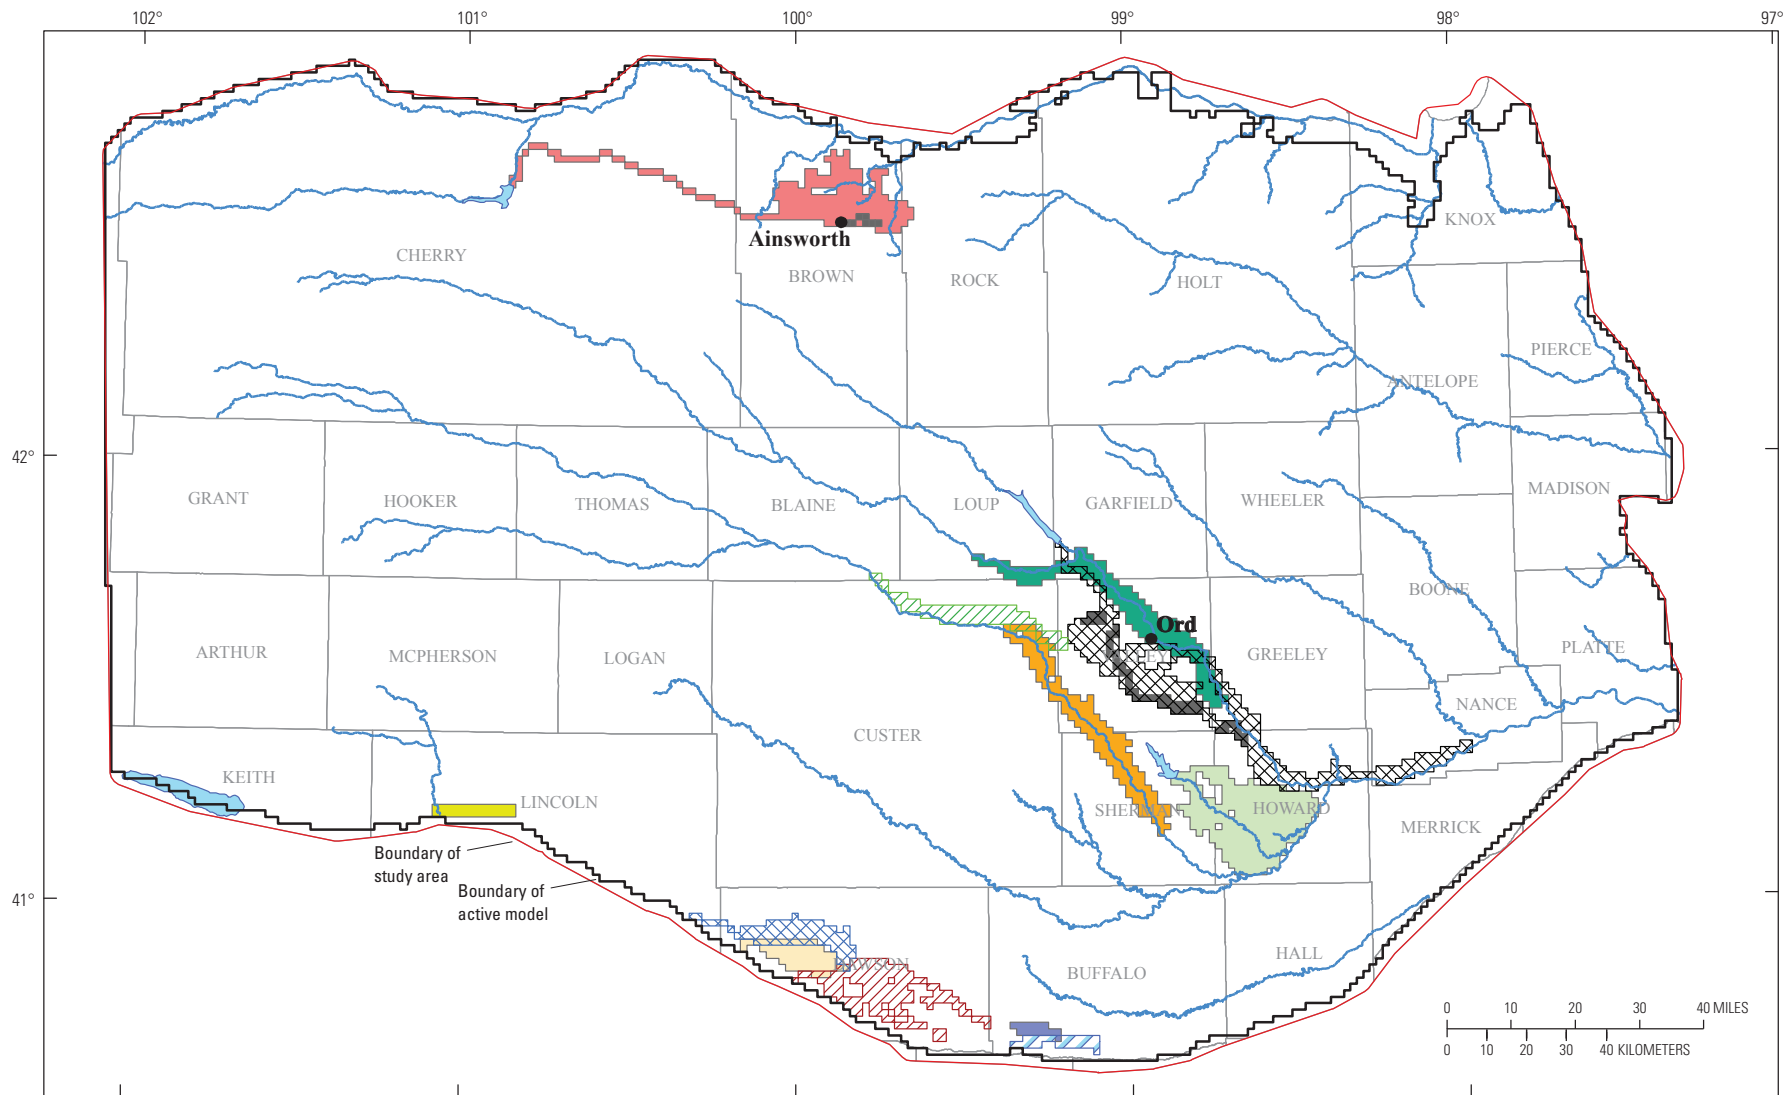 102° 101° 100° 99° 98° 97°
KNOX
Ainsworth
CHERRY
BROWN ROCK HOLT
PIERCE
ANTELOPE
42°
GRANT HOOKER THOMAS BLAINE LOUP GARFIELD WHEELER MADISON
BOONE
Ord
ARTHUR MCPHERSON LOGAN GREELEY PLATTE
NANCE
CUSTER
KEITH LINCOLN
SHERMAN HOWARD
MERRICK
Boundary of
study area
Boundary of
active model
41°
DAWSON BUFFALO HALL
0 10 20 30 40 MILES
0 10 20 30 40 KILOMETERS